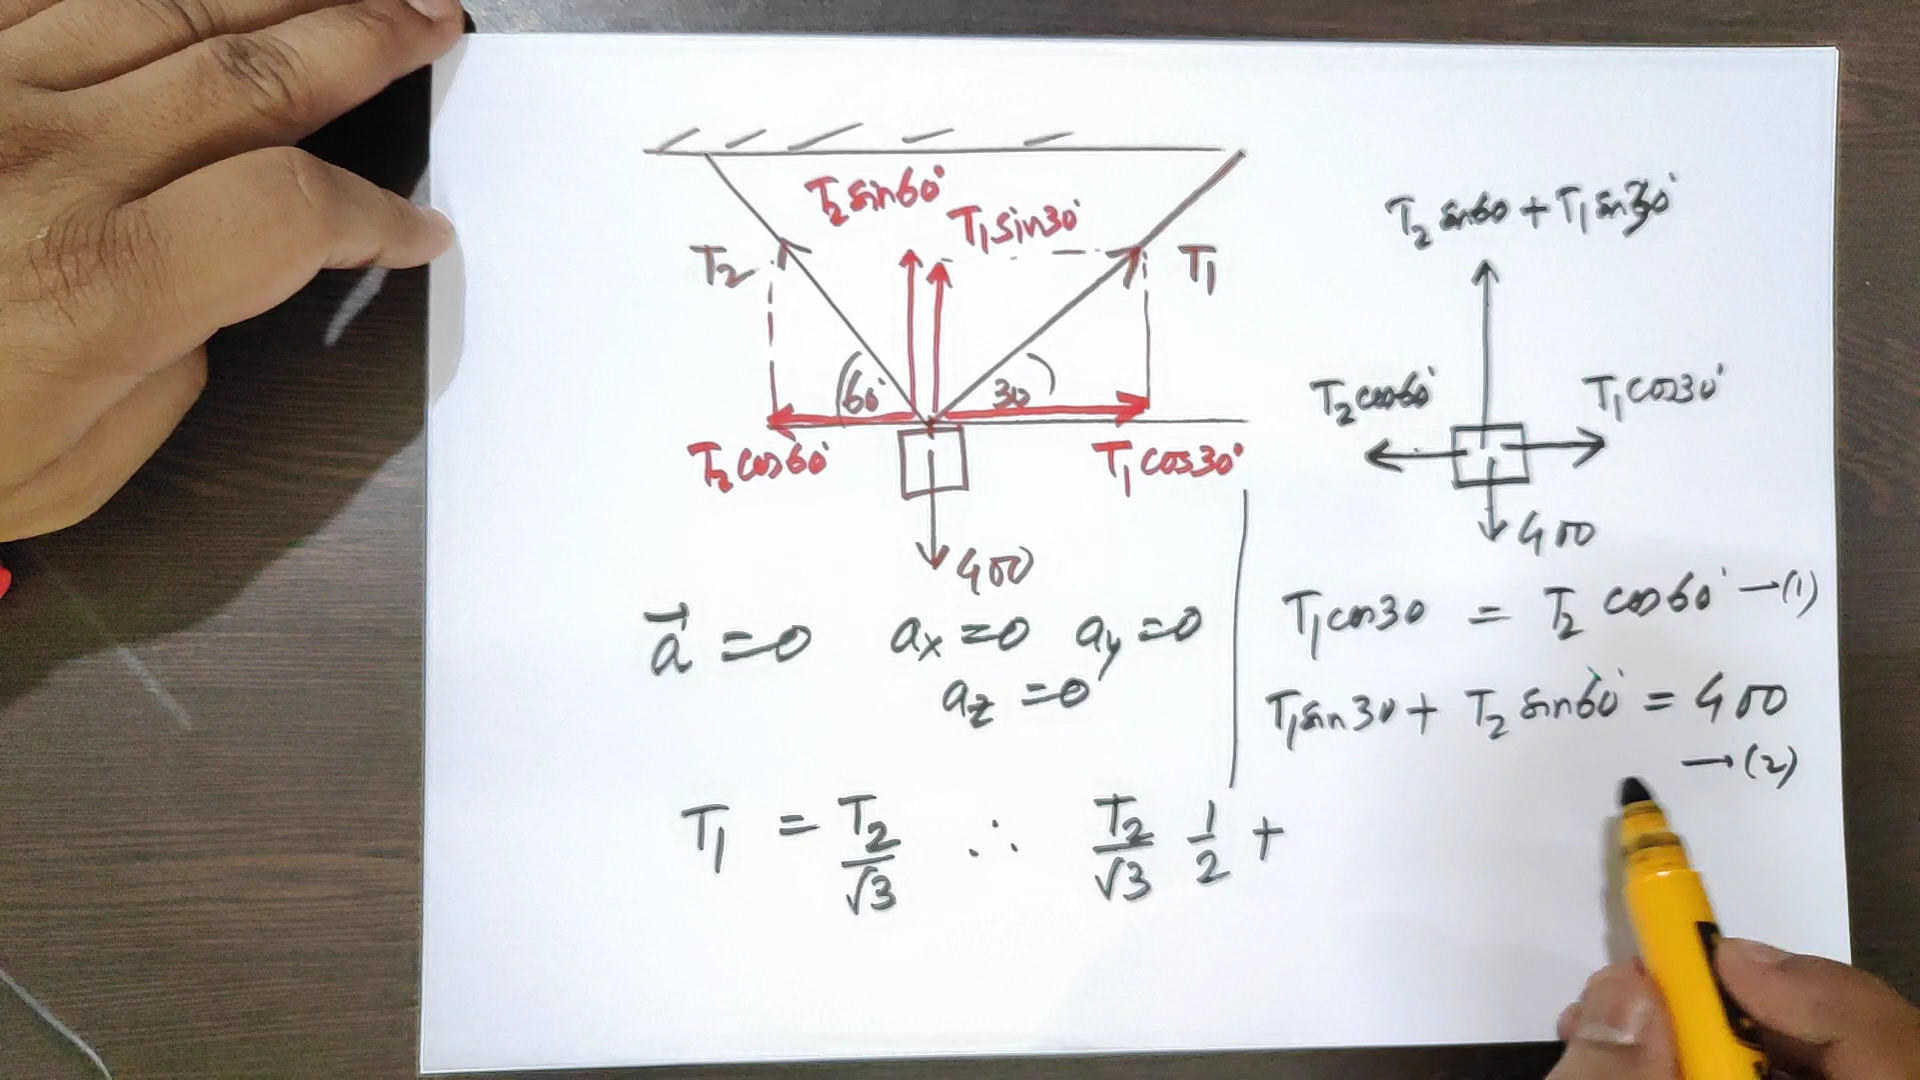 T₂ sin60°
T₁ sin30°
T₂
T₁
60°
30
T₂ cos60°
T₁ cos30°
400
T₂ sin60 + T₁ sin30°
T₂ cos60°
T₁ cos30°
400
a⃗ = 0 aₓ = 0 a_y = 0
a_z = 0
T₁ cos30 = T₂ cos60° → (1)
T₁ sin30 + T₂ sin60° = 400
→ (2)
T₁ = T₂/√3 ∴ T₂/√3 1/2 +